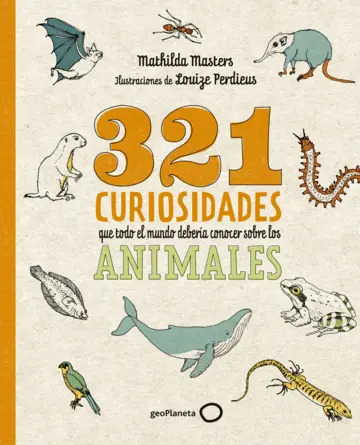 Mathilda Masters
Ilustraciones de Louize Perdieus
321
CURIOSIDADES
que todo el mundo debería conocer sobre los
ANIMALES
geoPlaneta